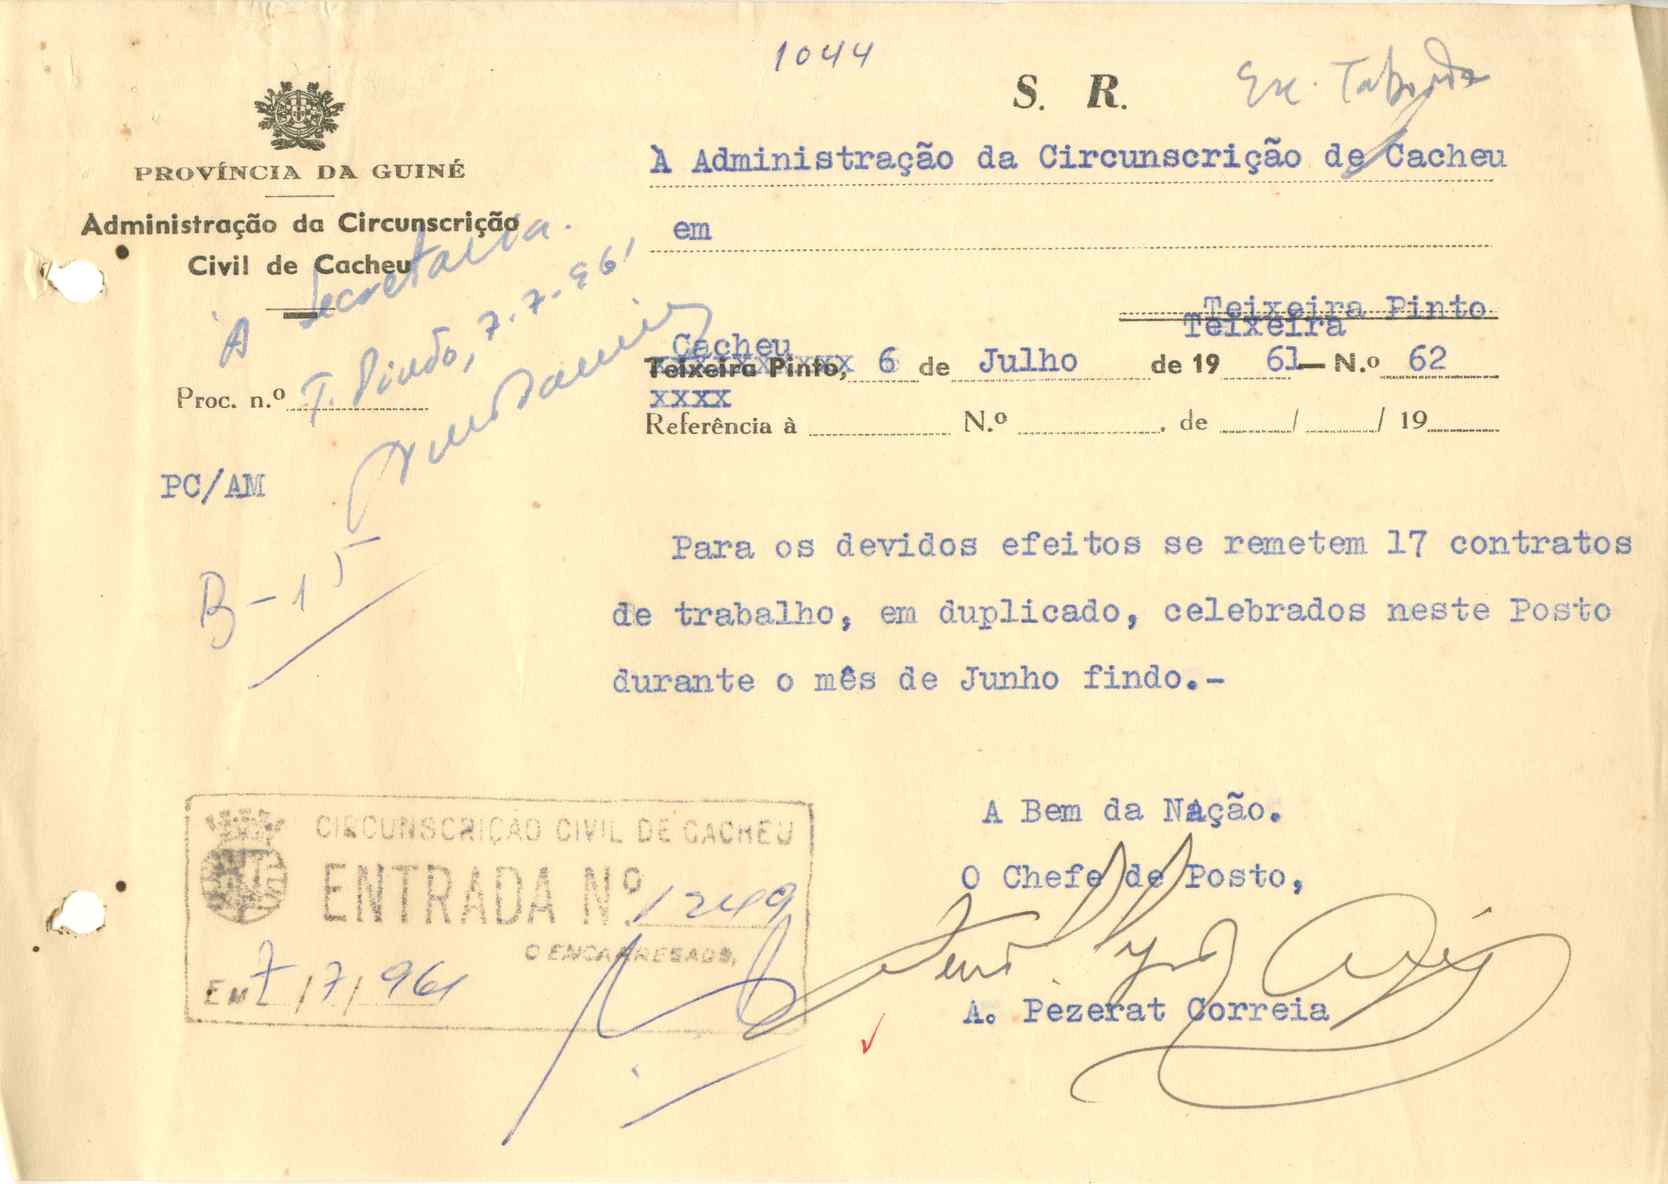 1044
S. R.
Ex.
PROVÍNCIA DA GUINÉ
Administração da Circunscrição
Civil de Cacheu
À Secretaria.
T. Pinto, 7.7.961
Proc. n.º
PC/AM
B-15
À Administração da Circunscrição de Cacheu
em
Teixeira Pinto
Teixeira
Cacheu
Teixeira Pinto, xxxxxxxxxxx 6 de Julho de 19 61 — N.º 62
xxxx
Referência à N.º , de / / 19
Para os devidos efeitos se remetem 17 contratos
de trabalho, em duplicado, celebrados neste Posto
durante o mês de Junho findo.-
A Bem da Nação.
O Chefe de Posto,
A. Pezerat Correia
CIRCUNSCRIÇÃO CIVIL DE CACHEU
ENTRADA Nº 1249
O ENCARREGADO,
EM 7/7/961